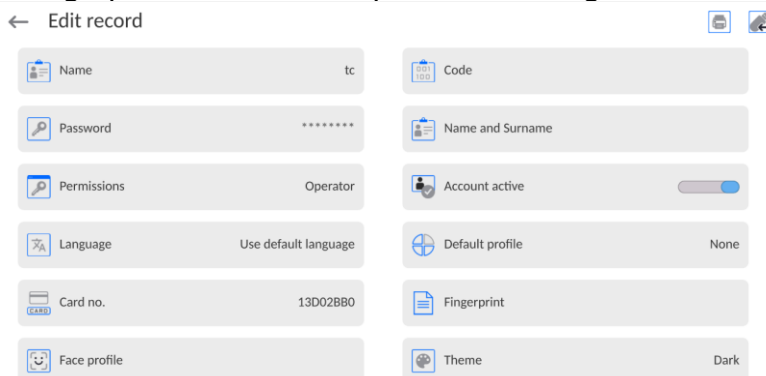 Edit record
Name tc
Code
Password ********
Name and Surname
Permissions Operator
Account active
Language Use default language
Default profile None
CARD Card no. 13D02BB0
Fingerprint
Face profile
Theme Dark